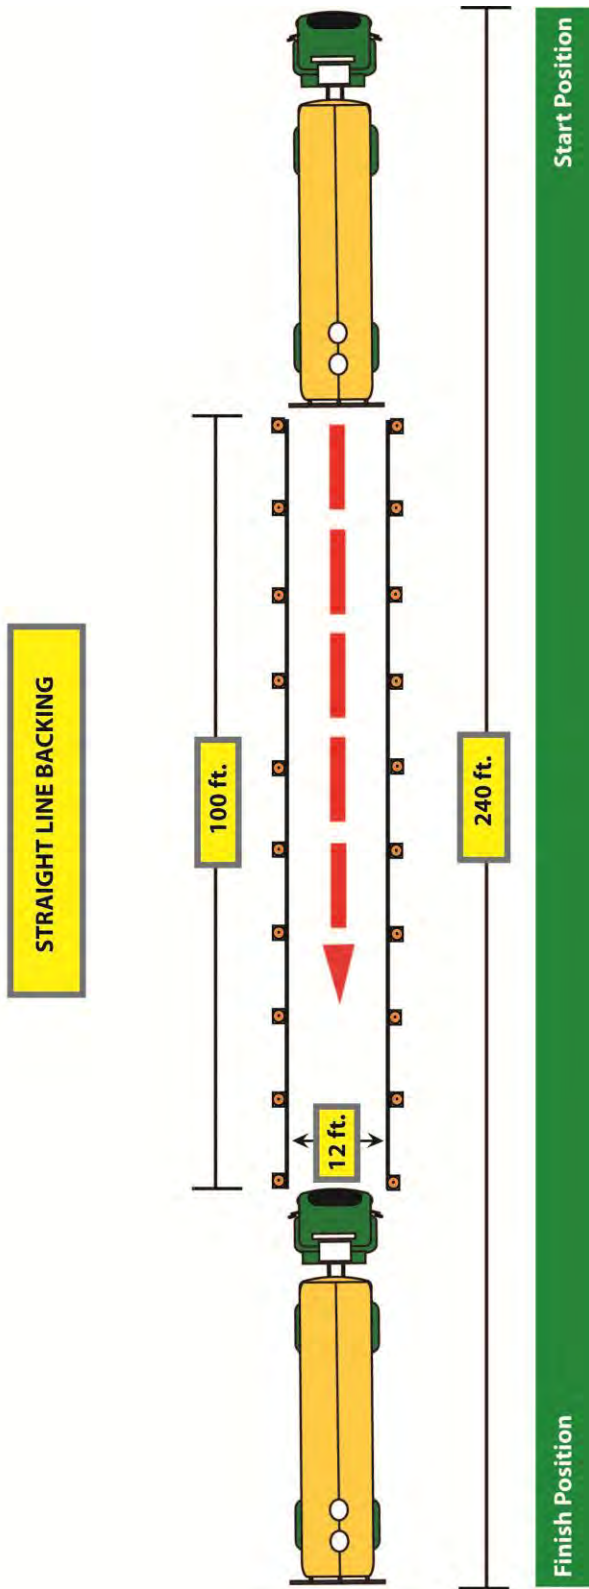 STRAIGHT LINE BACKING
100 ft.
12 ft.
240 ft.
Finish Position
Start Position